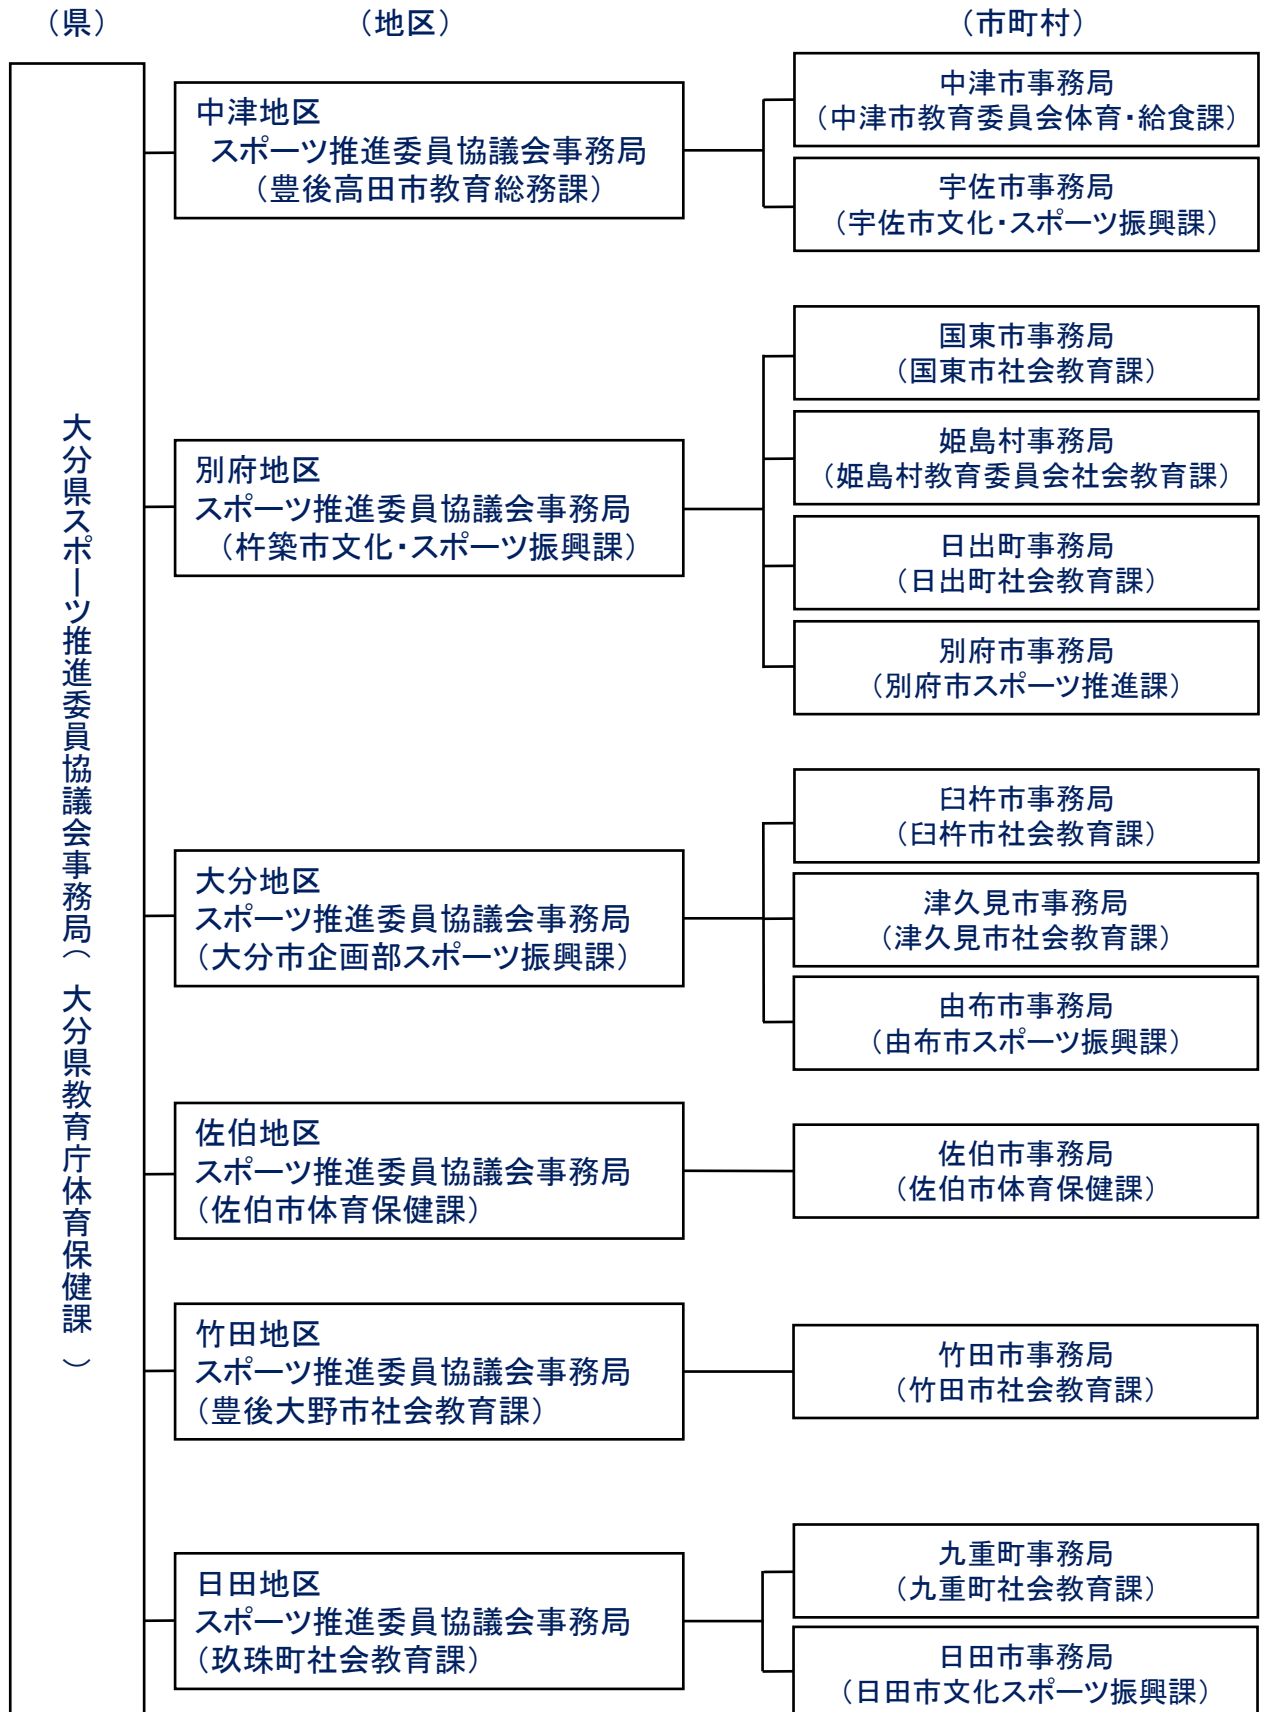 （県）
（地区）
（市町村）
大分県スポーツ推進委員協議会事務局（ 大分県教育庁体育保健課 ）
中津地区
スポーツ推進委員協議会事務局
（豊後高田市教育総務課）
中津市事務局
（中津市教育委員会体育・給食課）
宇佐市事務局
（宇佐市文化・スポーツ振興課）
別府地区
スポーツ推進委員協議会事務局
（杵築市文化・スポーツ振興課）
国東市事務局
（国東市社会教育課）
姫島村事務局
（姫島村教育委員会社会教育課）
日出町事務局
（日出町社会教育課）
別府市事務局
（別府市スポーツ推進課）
大分地区
スポーツ推進委員協議会事務局
（大分市企画部スポーツ振興課）
臼杵市事務局
（臼杵市社会教育課）
津久見市事務局
（津久見市社会教育課）
由布市事務局
（由布市スポーツ振興課）
佐伯地区
スポーツ推進委員協議会事務局
（佐伯市体育保健課）
佐伯市事務局
（佐伯市体育保健課）
竹田地区
スポーツ推進委員協議会事務局
（豊後大野市社会教育課）
竹田市事務局
（竹田市社会教育課）
日田地区
スポーツ推進委員協議会事務局
（玖珠町社会教育課）
九重町事務局
（九重町社会教育課）
日田市事務局
（日田市文化スポーツ振興課）